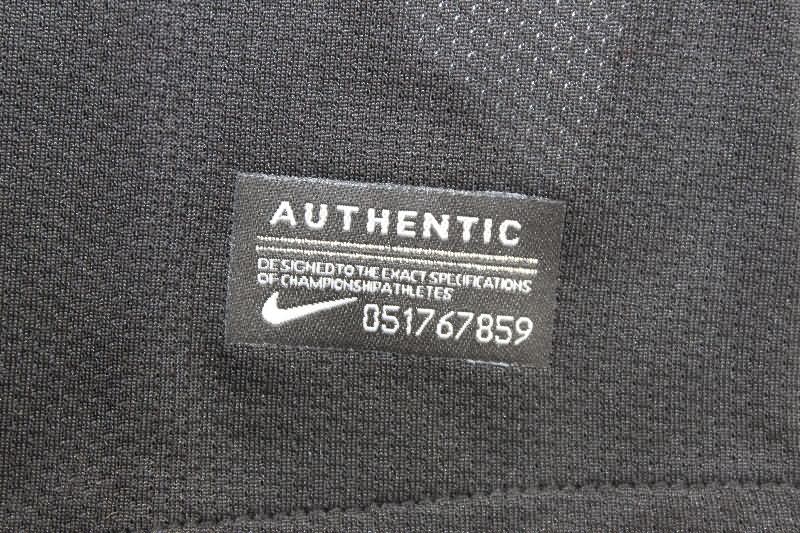 AUTHENTIC
DESIGNED TO THE EXACT SPECIFICATIONS
OF CHAMPIONSHIP ATHLETES
051767859